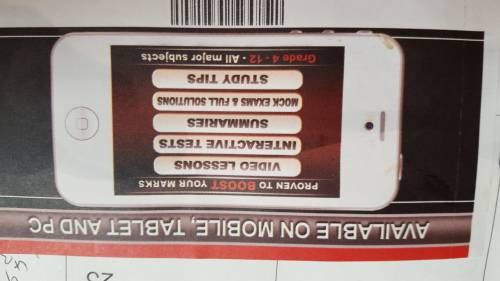 AVAILABLE ON MOBILE, TABLET AND PC
PROVEN TO BOOST YOUR MARKS
VIDEO LESSONS
INTERACTIVE TESTS
SUMMARIES
MOCK EXAMS & FULL SOLUTIONS
STUDY TIPS
Grade 4 - 12 - All major subjects
23